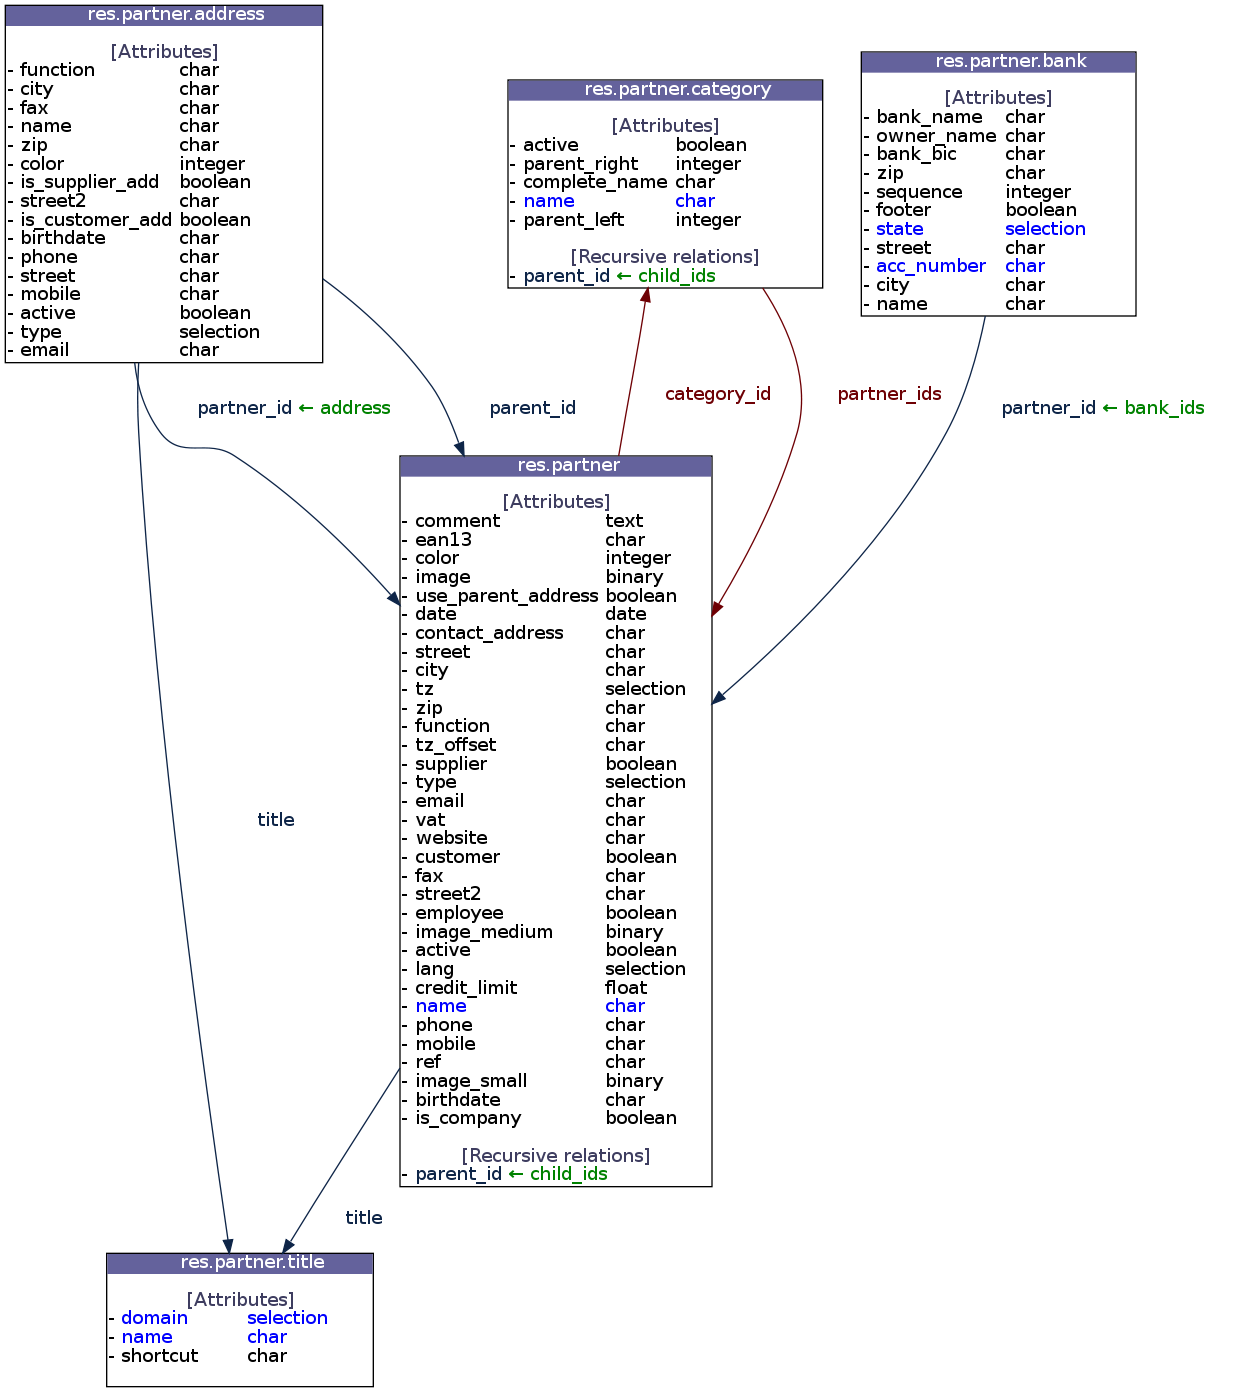 res.partner.address
[Attributes]
- function char
- city char
- fax char
- name char
- zip char
- color integer
- is_supplier_add boolean
- street2 char
- is_customer_add boolean
- birthdate char
- phone char
- street char
- mobile char
- active boolean
- type selection
- email char
res.partner.category
[Attributes]
- active boolean
- parent_right integer
- complete_name char
- name char
- parent_left integer
[Recursive relations]
- parent_id ← child_ids
res.partner.bank
[Attributes]
- bank_name char
- owner_name char
- bank_bic char
- zip char
- sequence integer
- footer boolean
- state selection
- street char
- acc_number char
- city char
- name char
partner_id ← address
parent_id
category_id
partner_ids
partner_id ← bank_ids
res.partner
[Attributes]
- comment text
- ean13 char
- color integer
- image binary
- use_parent_address boolean
- date date
- contact_address char
- street char
- city char
- tz selection
- zip char
- function char
- tz_offset char
- supplier boolean
- type selection
- email char
- vat char
- website char
- customer boolean
- fax char
- street2 char
- employee boolean
- image_medium binary
- active boolean
- lang selection
- credit_limit float
- name char
- phone char
- mobile char
- ref char
- image_small binary
- birthdate char
- is_company boolean
[Recursive relations]
- parent_id ← child_ids
title
title
res.partner.title
[Attributes]
- domain selection
- name char
- shortcut char